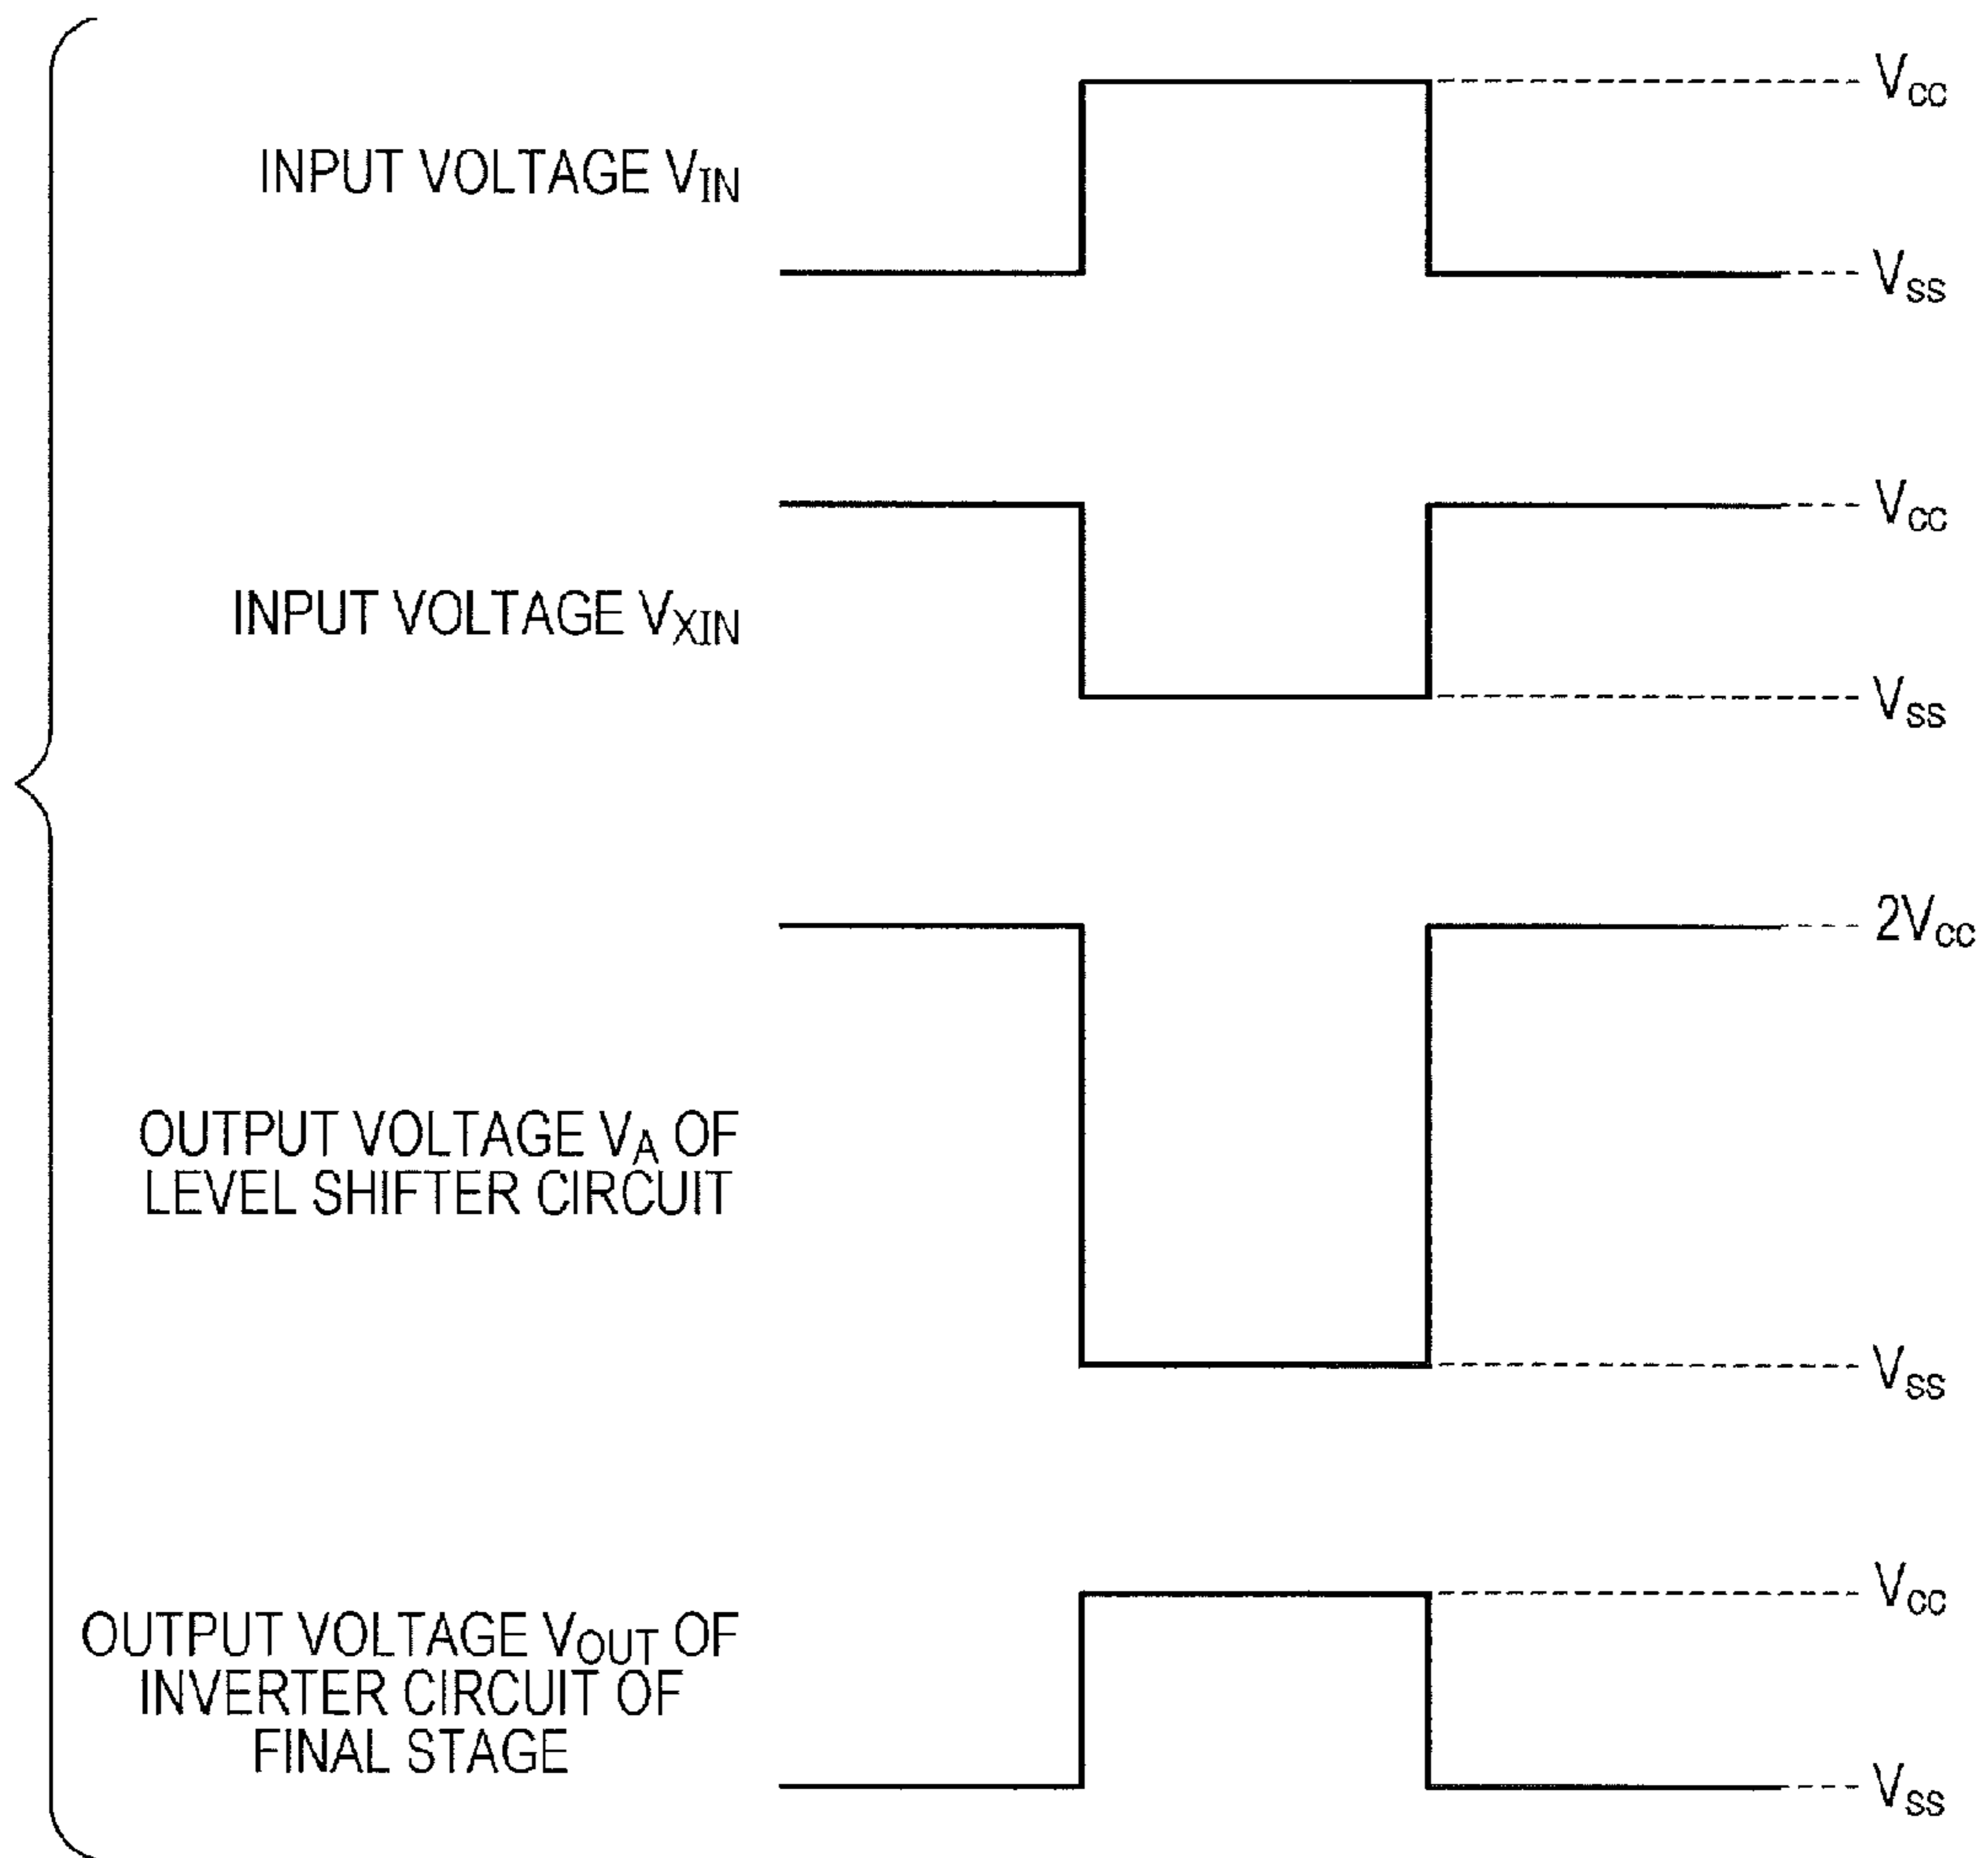 V_CC
INPUT VOLTAGE V_IN
V_SS
V_CC
INPUT VOLTAGE V_XIN
V_SS
2V_CC
OUTPUT VOLTAGE V_A OF
LEVEL SHIFTER CIRCUIT
V_SS
V_CC
OUTPUT VOLTAGE V_OUT OF
INVERTER CIRCUIT OF
FINAL STAGE
V_SS